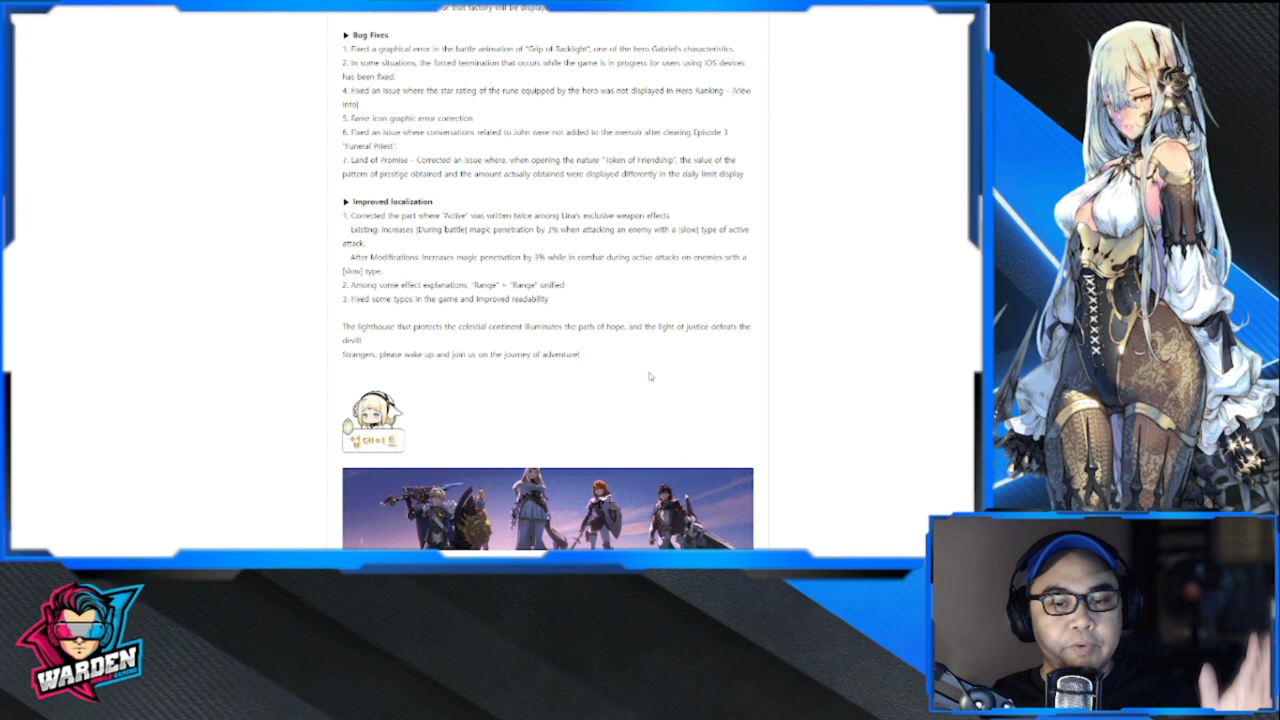 or that factory will be display
▶ Bug Fixes
1. Fixed a graphical error in the battle animation of "Grip of Backlight", one of the hero Gabriel's characteristics.
2. In some situations, the forced termination that occurs while the game is in progress for users using iOS devices
has been fixed.
4. Fixed an issue where the star rating of the rune equipped by the hero was not displayed in Hero Ranking - [View
Info]
5. Fame icon graphic error correction
6. Fixed an issue where conversations related to John were not added to the memoir after clearing Episode 3
"Funeral Priest".
7. Land of Promise - Corrected an issue where, when opening the nature "Token of Friendship", the value of the
pattern of prestige obtained and the amount actually obtained were displayed differently in the daily limit display
▶ Improved localization
1. Corrected the part where "Active" was written twice among Lina's exclusive weapon effects
Existing: Increases [During battle] magic penetration by 3% when attacking an enemy with a [slow] type of active
attack.
After Modifications: Increases magic penetration by 3% while in combat during active attacks on enemies with a
[slow] type.
2. Among some effect explanations, "Range" > "Range" unified
3. Fixed some typos in the game and improved readability
The lighthouse that protects the celestial continent illuminates the path of hope, and the light of justice defeats the
devil!
Strangers, please wake up and join us on the journey of adventure!
업데이트
WARDEN
MOBILE GAMING